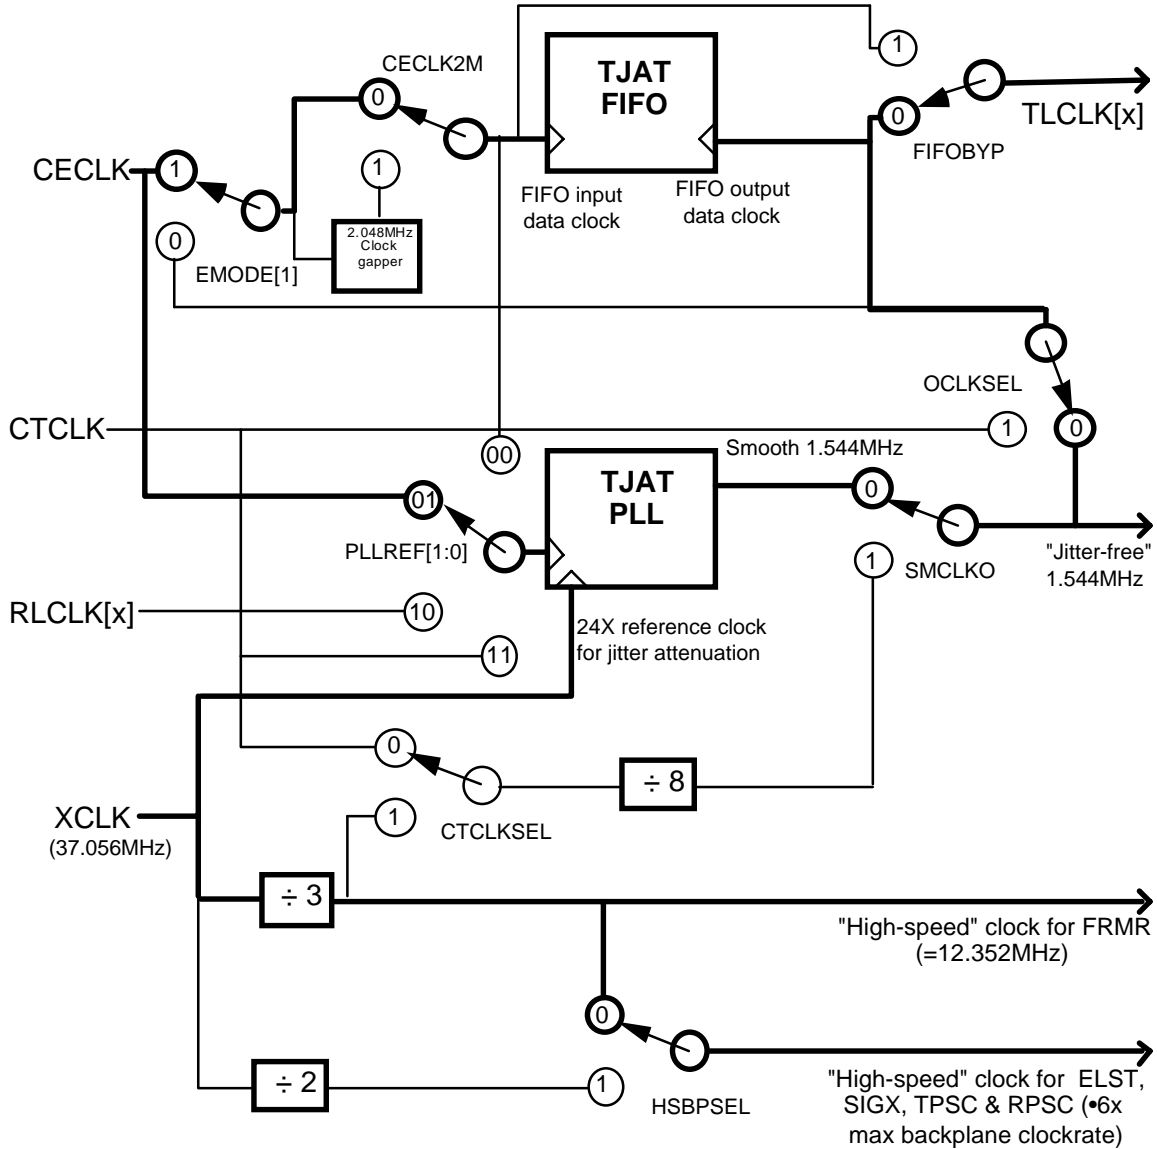 1
CECLK2M
TJAT
FIFO
0
0
TLCLK[x]
FIFOBYP
CECLK
1
1
FIFO input
data clock
FIFO output
data clock
2.048MHz
Clock
gapper
0
EMODE[1]
OCLKSEL
CTCLK
1
0
00
Smooth 1.544MHz
TJAT
PLL
0
01
PLLREF[1:0]
"Jitter-free"
1.544MHz
1
SMCLKO
RLCLK[x]
10
24X reference clock
for jitter attenuation
11
0
÷ 8
XCLK
(37.056MHz)
1
CTCLKSEL
÷ 3
"High-speed" clock for FRMR
(=12.352MHz)
0
÷ 2
1
HSBPSEL
"High-speed" clock for ELST,
SIGX, TPSC & RPSC (•6x
max backplane clockrate)